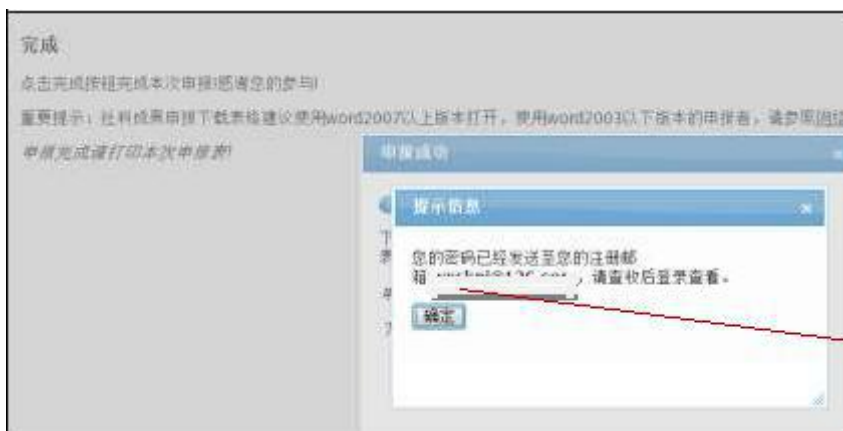 完成
点击完成按钮完成本次申报!感谢您的参与!
重要提示：社科成果申报下载表格建议使用word2007以上版本打开，使用word2003以下版本的申报者，请参照
申报完成请打印本次申报表!
申报成功
提示信息
您的密码已经发送至您的注册邮
箱 ，请查收后登录查看。
确定